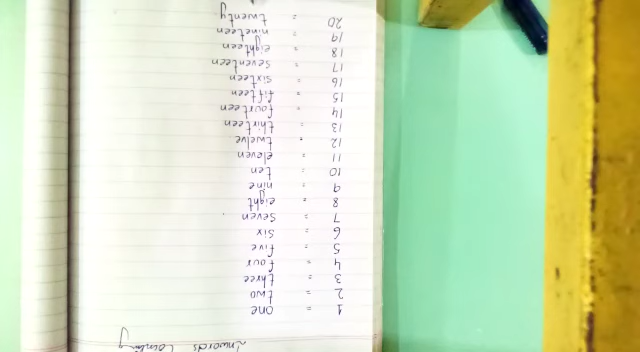 Inwards Counting
1 = one
2 = two
3 = three
4 = four
5 = five
6 = six
7 = seven
8 = eight
9 = nine
10 = ten
11 = eleven
12 = twelve
13 = thirteen
14 = fourteen
15 = fifteen
16 = sixteen
17 = seventeen
18 = eighteen
19 = nineteen
20 = twenty